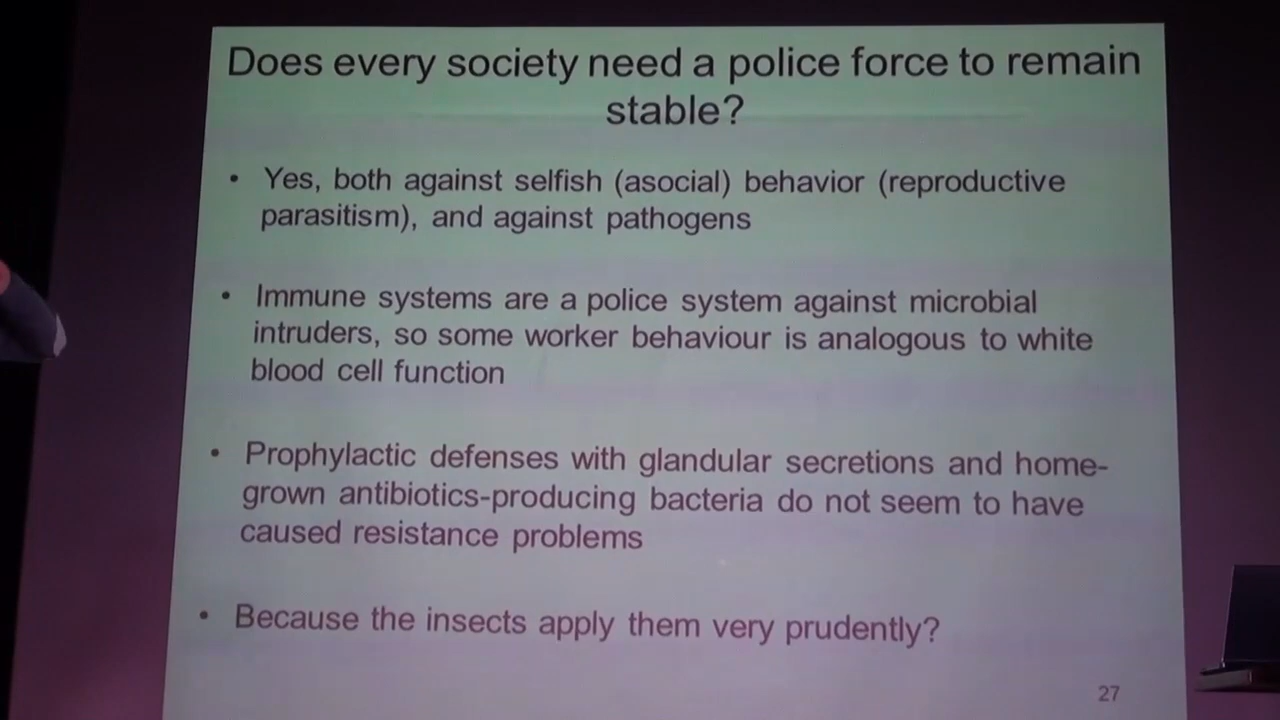 Does every society need a police force to remain
stable?
• Yes, both against selfish (asocial) behavior (reproductive
parasitism), and against pathogens
• Immune systems are a police system against microbial
intruders, so some worker behaviour is analogous to white
blood cell function
• Prophylactic defenses with glandular secretions and home-
grown antibiotics-producing bacteria do not seem to have
caused resistance problems
• Because the insects apply them very prudently?
27